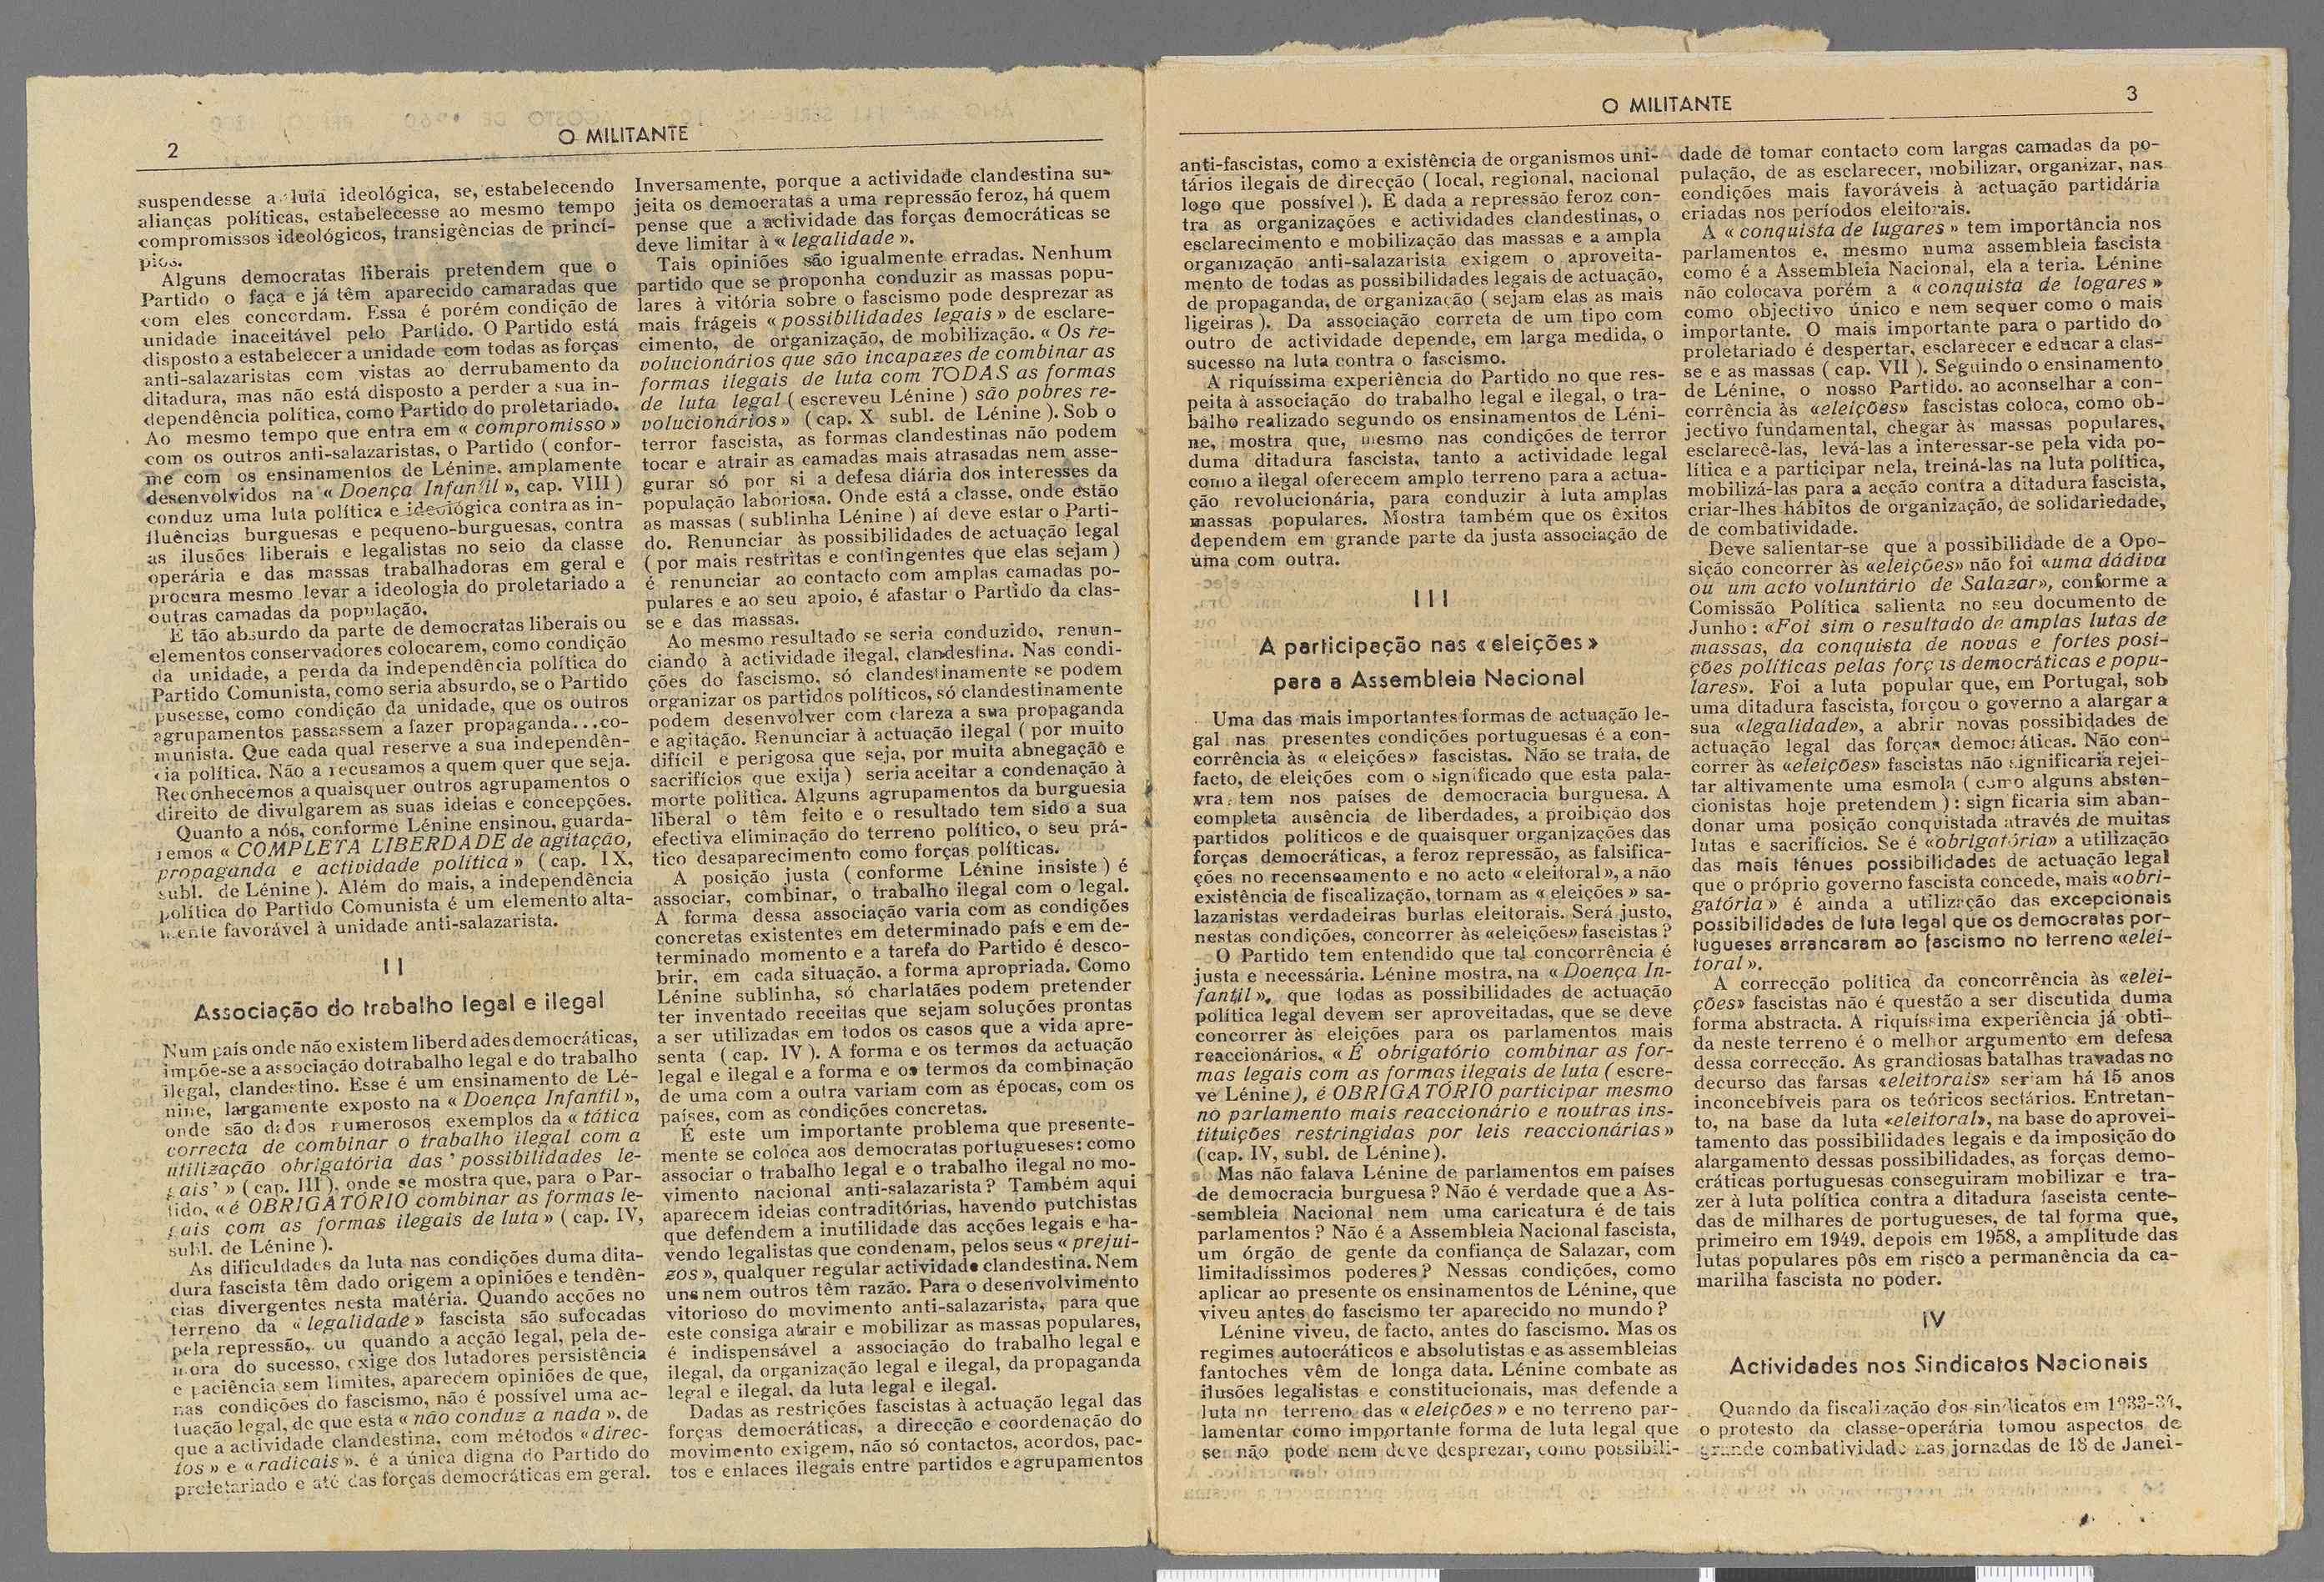 2
O MILITANTE
suspendesse a luta ideológica, se, estabelecendo
alianças políticas, estabelecesse ao mesmo tempo
compromissos ideológicos, transigências de princí-
pios.
Alguns democratas liberais pretendem que o
Partido o faça e já têm aparecido camaradas que
com eles concordam. Essa é porém condição de
unidade inaceitável pelo Partido. O Partido está
disposto a estabelecer a unidade com todas as forças
anti-salazaristas com vistas ao derrubamento da
ditadura, mas não está disposto a perder a sua in-
dependência política, como Partido do proletariado.
Ao mesmo tempo que entra em « compromisso »
com os outros anti-salazaristas, o Partido ( confor-
me com os ensinamentos de Lénine, amplamente
desenvolvidos na « Doença Infantil », cap. VIII )
conduz uma luta política e ideológica contra as in-
fluências burguesas e pequeno-burguesas, contra
as ilusões liberais e legalistas no seio da classe
operária e das massas trabalhadoras em geral e
procura mesmo levar a ideologia do proletariado a
outras camadas da população.
É tão absurdo da parte de democratas liberais ou
elementos conservadores colocarem, como condição
da unidade, a perda da independência política do
Partido Comunista, como seria absurdo, se o Partido
pusesse, como condição da unidade, que os outros
agrupamentos passassem a fazer propaganda...co-
munista. Que cada qual reserve a sua independên-
cia política. Não a recusamos a quem quer que seja.
Reconhecemos a quaisquer outros agrupamentos o
direito de divulgarem as suas ideias e concepções.
Quanto a nós, conforme Lénine ensinou, guarda-
remos « COMPLETA LIBERDADE de agitação,
propaganda e actividade política » ( cap. IX,
subl. de Lénine ). Além do mais, a independência
política do Partido Comunista é um elemento alta-
mente favorável à unidade anti-salazarista.
II
Associação do trabalho legal e ilegal
Num país onde não existem liberdades democráticas,
impõe-se a associação dotrabalho legal e do trabalho
ilegal, clandestino. Esse é um ensinamento de Lé-
nine, largamente exposto na « Doença Infantil »,
onde são dados numerosos exemplos da « tática
correcta de combinar o trabalho ilegal com a
utilização obrigatória das ' possibilidades le-
gais ' » ( cap. III ), onde se mostra que, para o Par-
tido, « é OBRIGATÓRIO combinar as formas le-
gais com as formas ilegais de luta » ( cap. IV,
subl. de Lénine ).
As dificuldades da luta nas condições duma dita-
dura fascista têm dado origem a opiniões e tendên-
cias divergentes nesta matéria. Quando acções no
terreno da « legalidade » fascista são sufocadas
pela repressão, ou quando a acção legal, pela de-
mora do sucesso, exige dos lutadores persistência
e paciência sem limites, aparecem opiniões de que,
nas condições do fascismo, não é possível uma ac-
tuação legal, de que esta « não conduz a nada », de
que a actividade clandestina, com métodos « direc-
tos » e « radicais », é a única digna do Partido do
proletariado e até das forças democráticas em geral.
Inversamente, porque a actividade clandestina su-
jeita os democratas a uma repressão feroz, há quem
pense que a actividade das forças democráticas se
deve limitar à « legalidade ».
Tais opiniões são igualmente erradas. Nenhum
partido que se proponha conduzir as massas popu-
lares à vitória sobre o fascismo pode desprezar as
mais frágeis « possibilidades legais » de esclare-
cimento, de organização, de mobilização. « Os re-
volucionários que são incapazes de combinar as
formas ilegais de luta com TODAS as formas
de luta legal ( escreveu Lénine ) são pobres re-
volucionários » ( cap. X subl. de Lénine ). Sob o
terror fascista, as formas clandestinas não podem
tocar e atrair as camadas mais atrasadas nem asse-
gurar só por si a defesa diária dos interesses da
população laboriosa. Onde está a classe, onde estão
as massas ( sublinha Lénine ) aí deve estar o Parti-
do. Renunciar às possibilidades de actuação legal
( por mais restritas e contingentes que elas sejam )
é renunciar ao contacto com amplas camadas po-
pulares e ao seu apoio, é afastar o Partido da clas-
se e das massas.
Ao mesmo resultado se seria conduzido, renun-
ciando à actividade ilegal, clandestina. Nas condi-
ções do fascismo, só clandestinamente se podem
organizar os partidos políticos, só clandestinamente
podem desenvolver com clareza a sua propaganda
e agitação. Renunciar à actuação ilegal ( por muito
difícil e perigosa que seja, por muita abnegação e
sacrifícios que exija ) seria aceitar a condenação à
morte política. Alguns agrupamentos da burguesia
liberal o têm feito e o resultado tem sido a sua
efectiva eliminação do terreno político, o seu prá-
tico desaparecimento como forças políticas.
A posição justa ( conforme Lénine insiste ) é
associar, combinar, o trabalho ilegal com o legal.
A forma dessa associação varia com as condições
concretas existentes em determinado país e em de-
terminado momento e a tarefa do Partido é desco-
brir, em cada situação, a forma apropriada. Como
Lénine sublinha, só charlatães podem pretender
ter inventado receitas que sejam soluções prontas
a ser utilizadas em todos os casos que a vida apre-
senta ( cap. IV ). A forma e os termos da actuação
legal e ilegal e a forma e os termos da combinação
de uma com a outra variam com as épocas, com os
países, com as condições concretas.
É este um importante problema que presente-
mente se coloca aos democratas portugueses: como
associar o trabalho legal e o trabalho ilegal no mo-
vimento nacional anti-salazarista? Também aqui
aparecem ideias contraditórias, havendo putchistas
que defendem a inutilidade das acções legais e ha-
vendo legalistas que condenam, pelos seus « prejuí-
zos », qualquer regular actividade clandestina. Nem
uns nem outros têm razão. Para o desenvolvimento
vitorioso do movimento anti-salazarista, para que
este consiga atrair e mobilizar as massas populares,
é indispensável a associação do trabalho legal e
ilegal, da organização legal e ilegal, da propaganda
legal e ilegal, da luta legal e ilegal.
Dadas as restrições fascistas à actuação legal das
forças democráticas, a direcção e coordenação do
movimento exigem, não só contactos, acordos, pac-
tos e enlaces ilegais entre partidos e agrupamentos
O MILITANTE
3
anti-fascistas, como a existência de organismos uni-
tários ilegais de direcção ( local, regional, nacional
logo que possível ). E dada a repressão feroz con-
tra as organizações e actividades clandestinas, o
esclarecimento e mobilização das massas e a ampla
organização anti-salazarista exigem o aproveita-
mento de todas as possibilidades legais de actuação,
de propaganda, de organização ( sejam elas as mais
ligeiras ). Da associação correta de um tipo com
outro de actividade depende, em larga medida, o
sucesso na luta contra o fascismo.
A riquíssima experiência do Partido no que res-
peita à associação do trabalho legal e ilegal, o tra-
balho realizado segundo os ensinamentos de Léni-
ne, mostra que, mesmo nas condições de terror
duma ditadura fascista, tanto a actividade legal
como a ilegal oferecem amplo terreno para a actua-
ção revolucionária, para conduzir à luta amplas
massas populares. Mostra também que os êxitos
dependem em grande parte da justa associação de
uma com outra.
III
A participação nas « eleições »
para a Assembleia Nacional
Uma das mais importantes formas de actuação le-
gal nas presentes condições portuguesas é a con-
corrência às « eleições » fascistas. Não se trata, de
facto, de eleições com o significado que esta pala-
vra tem nos países de democracia burguesa. A
completa ausência de liberdades, a proibição dos
partidos políticos e de quaisquer organizações das
forças democráticas, a feroz repressão, as falsifica-
ções no recenseamento e no acto « eleitoral », a não
existência de fiscalização, tornam as « eleições » sa-
lazaristas verdadeiras burlas eleitorais. Será justo,
nestas condições, concorrer às «eleições» fascistas ?
O Partido tem entendido que tal concorrência é
justa e necessária. Lénine mostra, na « Doença In-
fantil », que todas as possibilidades de actuação
política legal devem ser aproveitadas, que se deve
concorrer às eleições para os parlamentos mais
reaccionários. « É obrigatório combinar as for-
mas legais com as formas ilegais de luta ( escre-
ve Lénine), é OBRIGATÓRIO participar mesmo
no parlamento mais reaccionário e noutras ins-
tituições restringidas por leis reaccionárias »
( cap. IV, subl. de Lénine).
Mas não falava Lénine de parlamentos em países
de democracia burguesa ? Não é verdade que a As-
sembleia Nacional nem uma caricatura é de tais
parlamentos ? Não é a Assembleia Nacional fascista,
um órgão de gente da confiança de Salazar, com
limitadíssimos poderes? Nessas condições, como
aplicar ao presente os ensinamentos de Lénine, que
viveu antes do fascismo ter aparecido no mundo ?
Lénine viveu, de facto, antes do fascismo. Mas os
regimes autocráticos e absolutistas e as assembleias
fantoches vêm de longa data. Lénine combate as
ilusões legalistas e constitucionais, mas defende a
luta no terreno das « eleições » e no terreno par-
lamentar como importante forma de luta legal que
se não pode nem deve desprezar, como possibili-
dade de tomar contacto com largas camadas da po-
pulação, de as esclarecer, mobilizar, organizar, nas
condições mais favoráveis à actuação partidária
criadas nos períodos eleitorais.
A « conquista de lugares » tem importância nos
parlamentos e, mesmo numa assembleia fascista
como é a Assembleia Nacional, ela a teria. Lénine
não colocava porém a « conquista de logares »
como objectivo único e nem sequer como o mais
importante. O mais importante para o partido do
proletariado é despertar, esclarecer e educar a clas-
se e as massas ( cap. VII ). Seguindo o ensinamento
de Lénine, o nosso Partido. ao aconselhar a con-
corrência às «eleições» fascistas coloca, como ob-
jectivo fundamental, chegar às massas populares,
esclarecê-las, levá-las a interessar-se pela vida po-
lítica e a participar nela, treiná-las na luta política,
mobilizá-las para a acção contra a ditadura fascista,
criar-lhes hábitos de organização, de solidariedade,
de combatividade.
Deve salientar-se que a possibilidade de a Opo-
sição concorrer às «eleições» não foi «uma dádiva
ou um acto voluntário de Salazar», conforme a
Comissão Política salienta no seu documento de
Junho : «Foi sim o resultado de amplas lutas de
massas, da conquista de novas e fortes posi-
ções políticas pelas forças democráticas e popu-
lares». Foi a luta popular que, em Portugal, sob
uma ditadura fascista, forçou o governo a alargar a
sua «legalidade», a abrir novas possibidades de
actuação legal das forças democráticas. Não con-
correr às «eleições» fascistas não significaria rejei-
tar altivamente uma esmola ( como alguns absten-
cionistas hoje pretendem ) : significaria sim aban-
donar uma posição conquistada através de muitas
lutas e sacrifícios. Se é «obrigatória» a utilização
das mais ténues possibilidades de actuação legal
que o próprio governo fascista concede, mais «obri-
gatória» é ainda a utilização das excepcionais
possibilidades de luta legal que os democratas por-
tugueses arrancaram ao fascismo no terreno «elei-
toral ».
A correcção política da concorrência às «elei-
ções» fascistas não é questão a ser discutida duma
forma abstracta. A riquíssima experiência já obti-
da neste terreno é o melhor argumento em defesa
dessa correcção. As grandiosas batalhas travadas no
decurso das farsas «eleitorais» seriam há 15 anos
inconcebíveis para os teóricos sectários. Entretan-
to, na base da luta «eleitoral», na base do aprovei-
tamento das possibilidades legais e da imposição do
alargamento dessas possibilidades, as forças demo-
cráticas portuguesas conseguiram mobilizar e tra-
zer à luta política contra a ditadura fascista cente-
das de milhares de portugueses, de tal forma que,
primeiro em 1949, depois em 1958, a amplitude das
lutas populares pôs em risco a permanência da ca-
marilha fascista no poder.
IV
Actividades nos Sindicatos Nacionais
Quando da fiscalização dos sindicatos em 1933-34,
o protesto da classe-operária tomou aspectos de
grande combatividade nas jornadas de 18 de Janei-